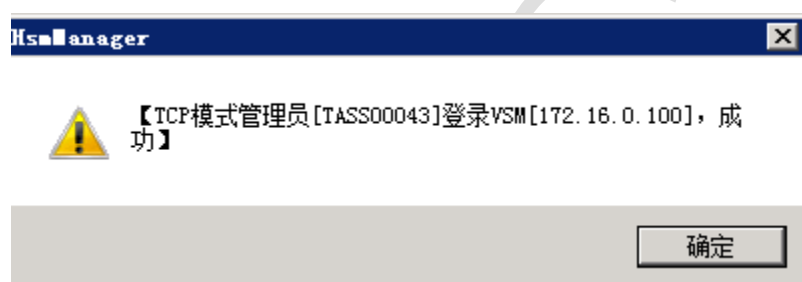 HsmManager
【TCP模式管理员[TASS00043]登录VSM[172.16.0.100]，成
功】
确定